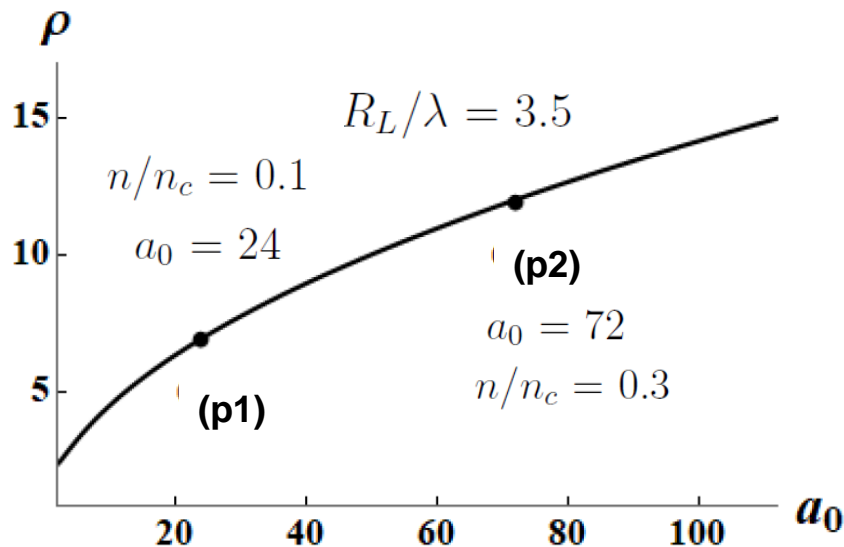 ρ
15
R_L/λ = 3.5
n/n_c = 0.1
a_0 = 24
10
(p2)
a_0 = 72
n/n_c = 0.3
5
(p1)
20 40 60 80 100 a_0